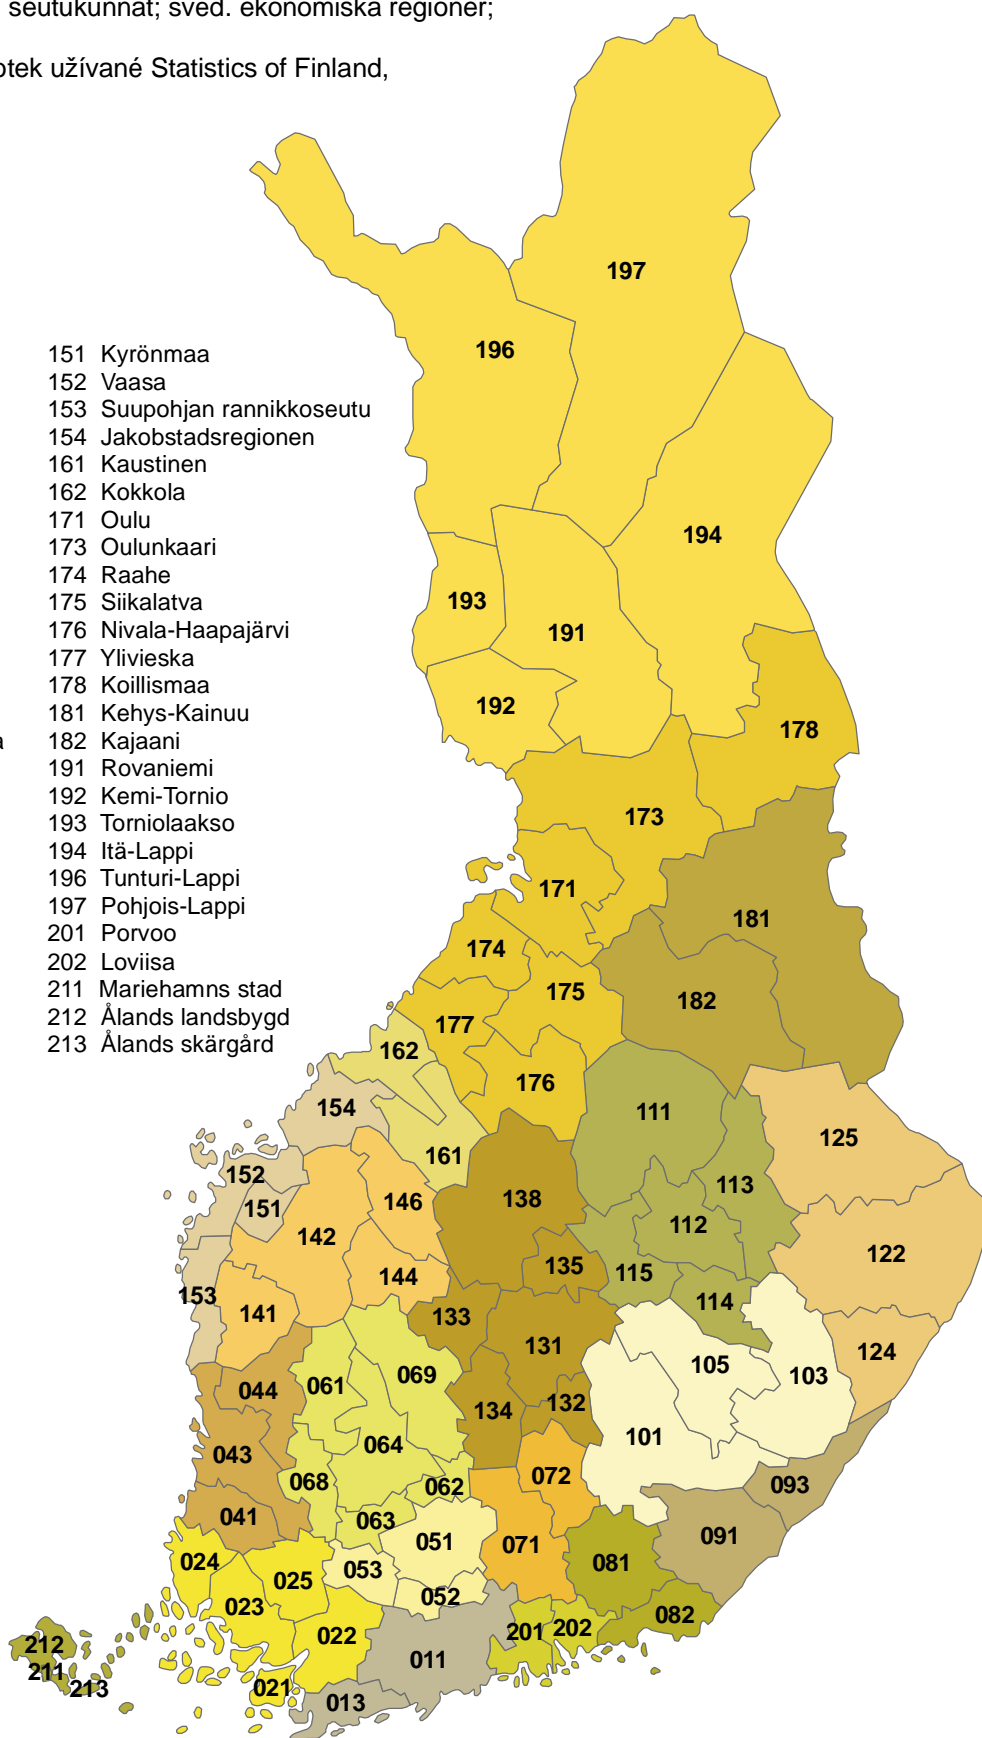 seutukunnat; sved. ekonomiska regioner;
otek užívané Statistics of Finland,
151 Kyrönmaa
152 Vaasa
153 Suupohjan rannikkoseutu
154 Jakobstadsregionen
161 Kaustinen
162 Kokkola
171 Oulu
173 Oulunkaari
174 Raahe
175 Siikalatva
176 Nivala-Haapajärvi
177 Ylivieska
178 Koillismaa
181 Kehys-Kainuu
a 182 Kajaani
191 Rovaniemi
192 Kemi-Tornio
193 Torniolaakso
194 Itä-Lappi
196 Tunturi-Lappi
197 Pohjois-Lappi
201 Porvoo
202 Loviisa
211 Mariehamns stad
212 Ålands landsbygd
213 Ålands skärgård
197
196
194
193
191
192
178
173
171
181
174
175
182
177
162
176
154
111
125
161
152
113
146
138
151
112
142
122
135
115
144
153
114
141
133
131
124
105
069
103
061
044
132
134
101
064
043
072
068
062
093
063
041
091
051
071
024
081
053
025
052
023
082
202
201
022
212
011
211
021
213
013